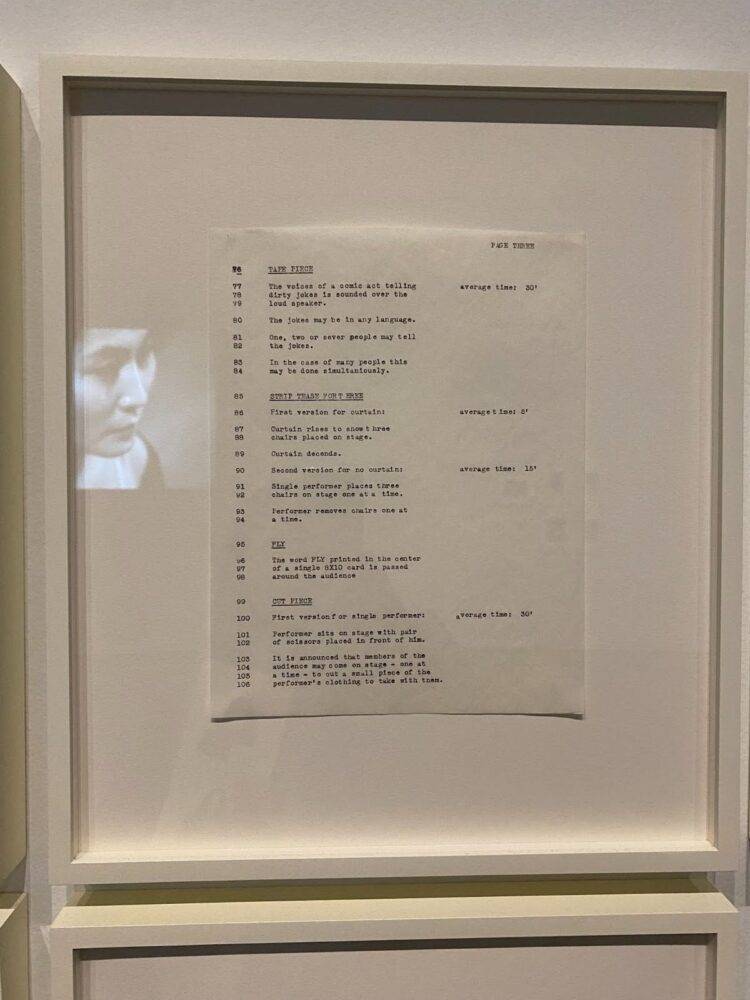 PAGE THREE
76 TAPE PIECE
77 The voices of a comic act telling average time: 30'
78 dirty jokes is sounded over the
79 loud speaker.
80 The jokes may be in any language.
81 One, two or sever people may tell
82 the jokes.
83 In the case of many people this
84 may be done simultaniously.
85 STRIP TEASE FOR THREE
86 First version for curtain: average time: 5'
87 Curtain rises to show three
88 chairs placed on stage.
89 Curtain decends.
90 Second version for no curtain: average time: 15'
91 Single performer places three
92 chairs on stage one at a time.
93 Performer removes chairs one at
94 a time.
95 FLY
96 The word FLY printed in the center
97 of a single 8X10 card is passed
98 around the audience
99 CUT PIECE
100 First version for single performer: average time: 30'
101 Performer sits on stage with pair
102 of scissors placed in front of him.
103 It is announced that members of the
104 audience may come on stage - one at
105 a time - to cut a small piece of the
106 performer's clothing to take with them.